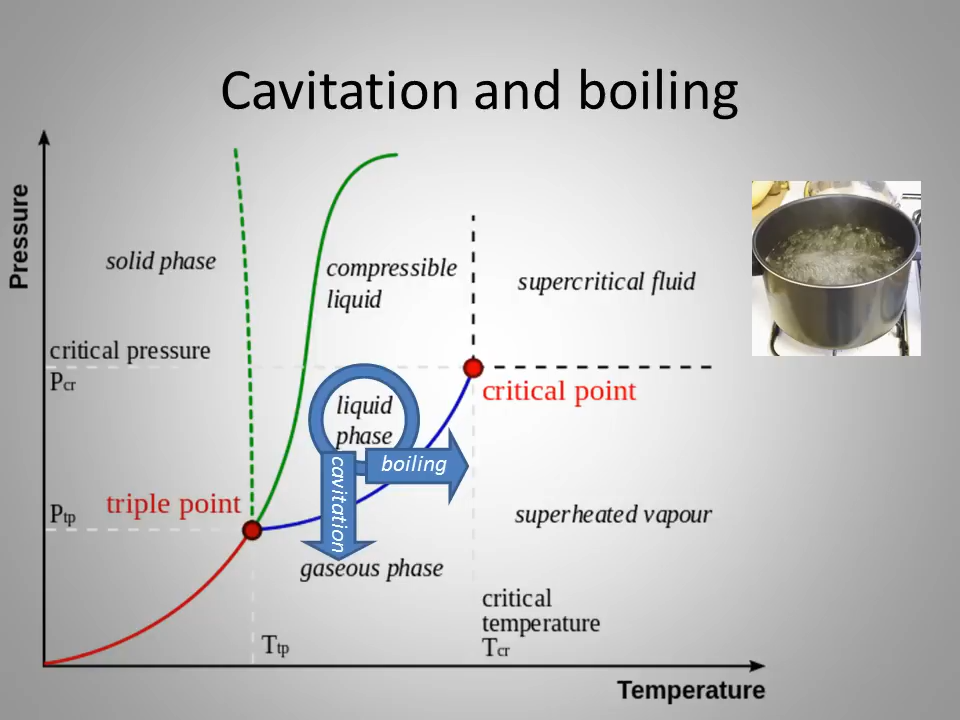 Cavitation and boiling
Pressure
solid phase
compressible
liquid
supercritical fluid
critical pressure
Pcr
critical point
liquid
phase
boiling
cavitation
triple point
Ptp
superheated vapour
gaseous phase
critical
temperature
Tcr
Ttp
Temperature